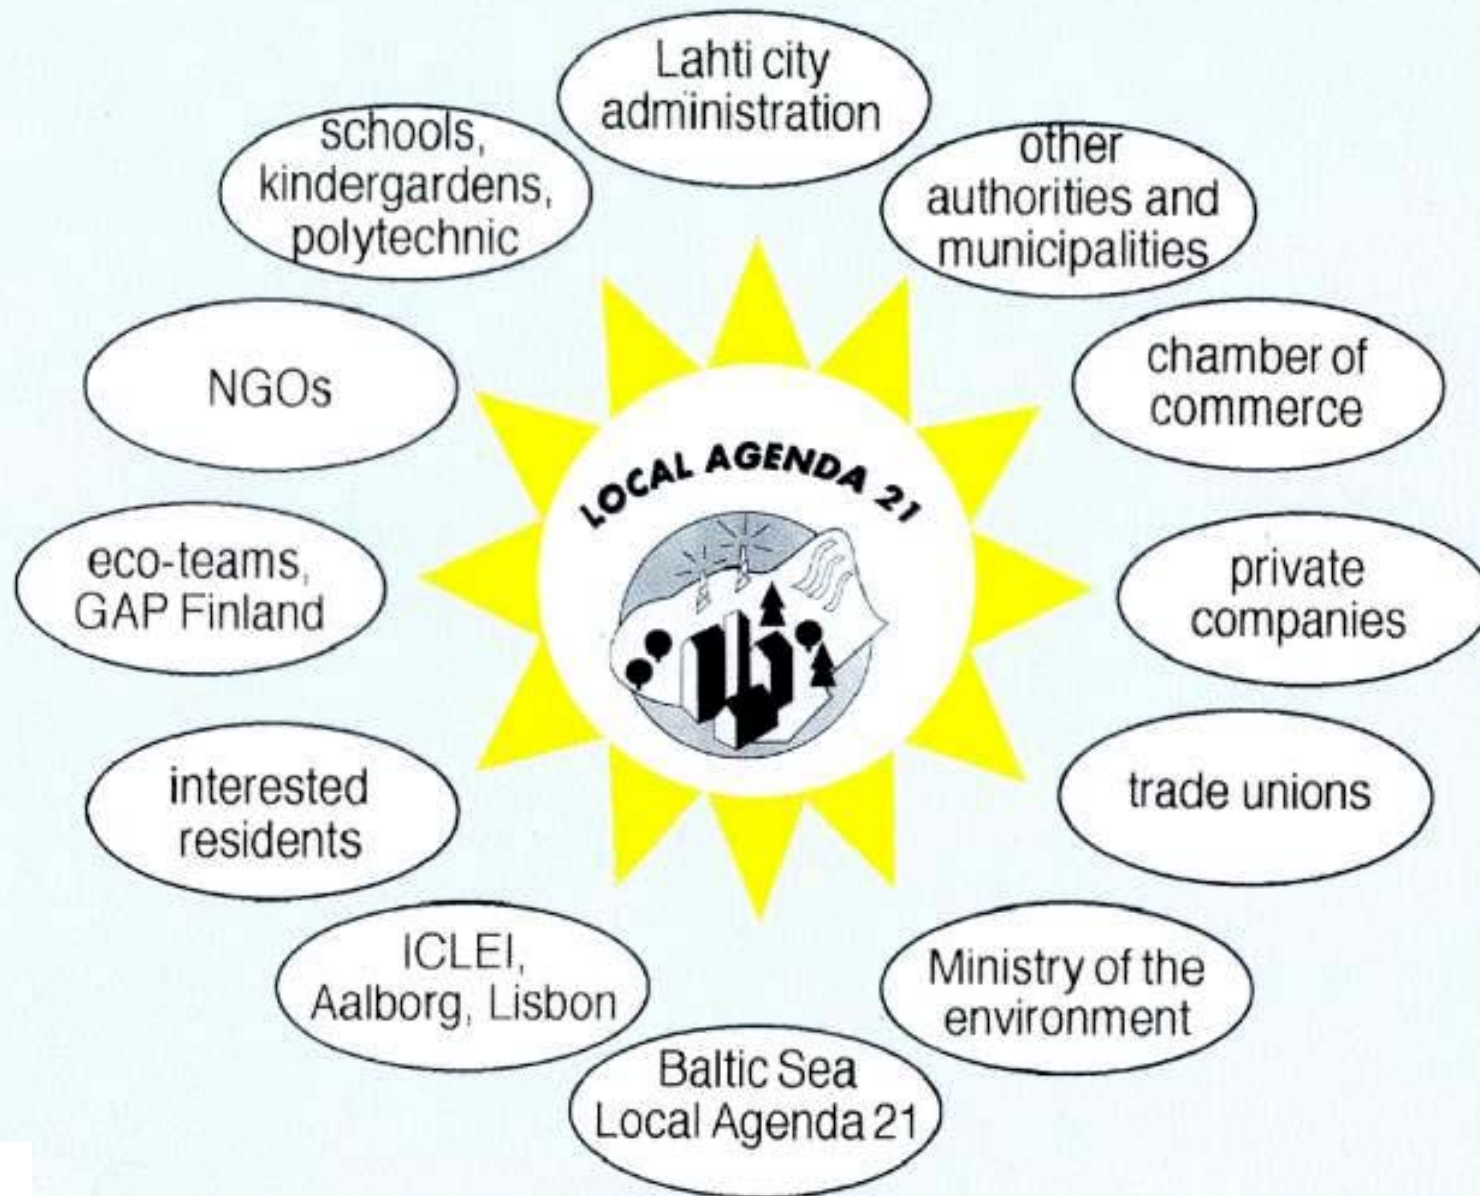 Lahti city
administration
other
authorities and
municipalities
chamber of
commerce
private
companies
trade unions
Ministry of the
environment
Baltic Sea
Local Agenda 21
ICLEI,
Aalborg, Lisbon
interested
residents
eco-teams,
GAP Finland
NGOs
schools,
kindergardens,
polytechnic
LOCAL AGENDA 21